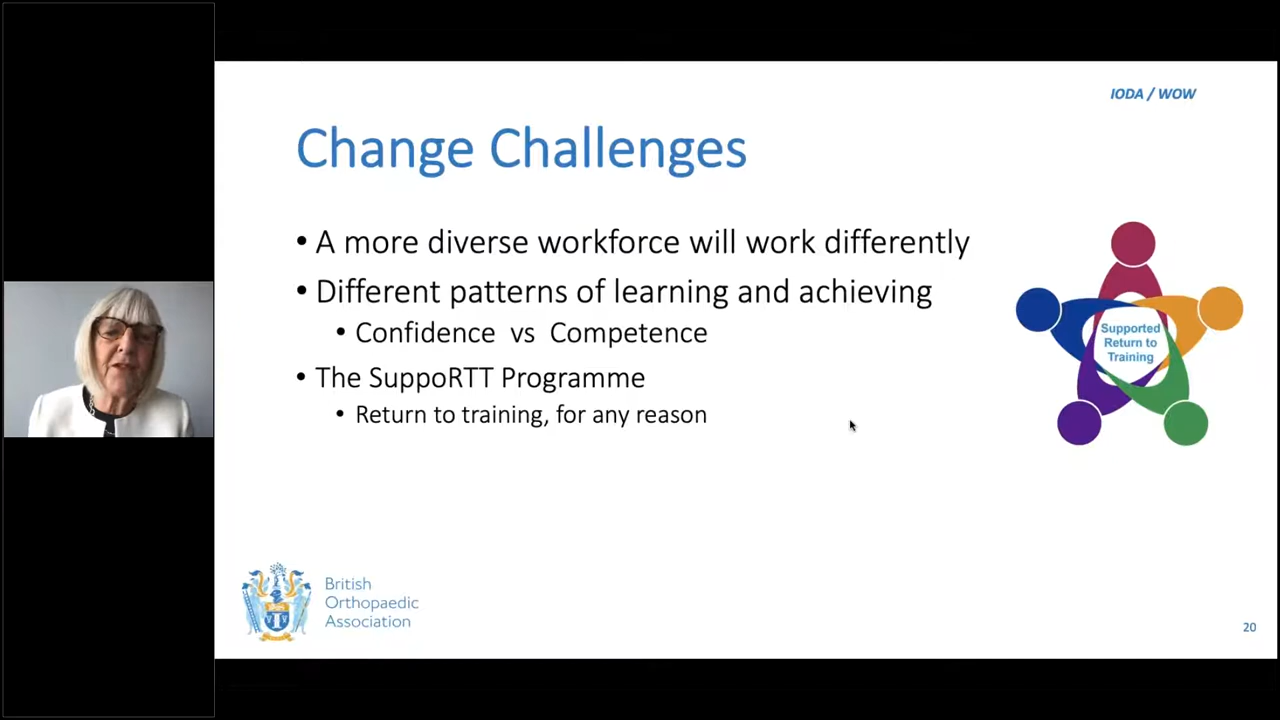 IODA / WOW
Change Challenges
• A more diverse workforce will work differently
• Different patterns of learning and achieving
• Confidence vs Competence
• The SuppoRTT Programme
• Return to training, for any reason
Supported
Return to
Training
British
Orthopaedic
Association
20